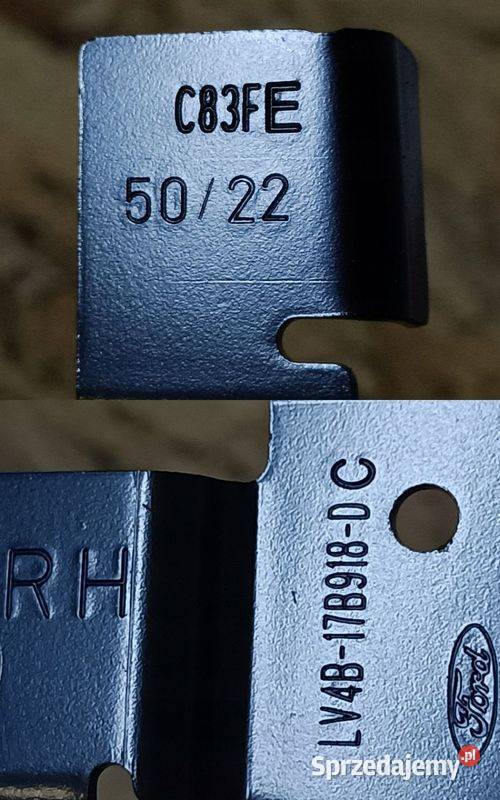 C83FE
50/22
RH
LV4B-17B918-DC
Ford
Sprzedajemy.pl